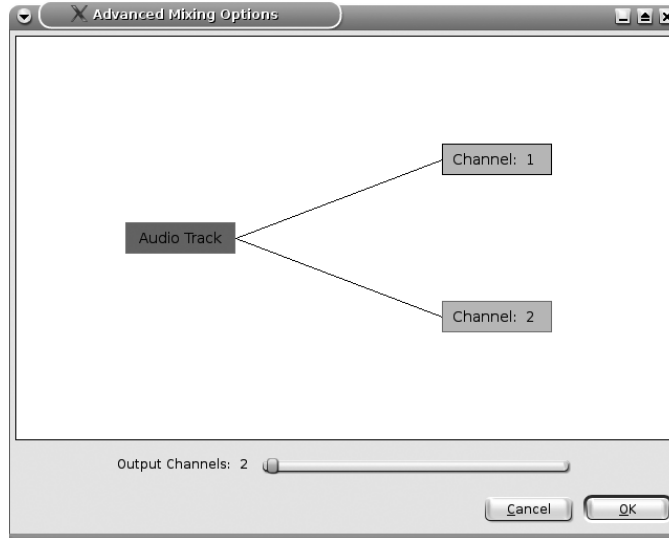 Advanced Mixing Options
Channel: 1
Audio Track
Channel: 2
Output Channels: 2
Cancel
OK